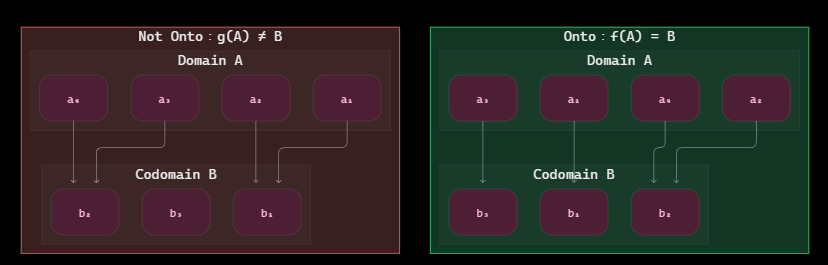 Not Onto: g(A) ≠ B
Domain A
a₄ a₃ a₂ a₁
Codomain B
b₂ b₃ b₁
Onto: f(A) = B
Domain A
a₃ a₁ a₄ a₂
Codomain B
b₃ b₁ b₂